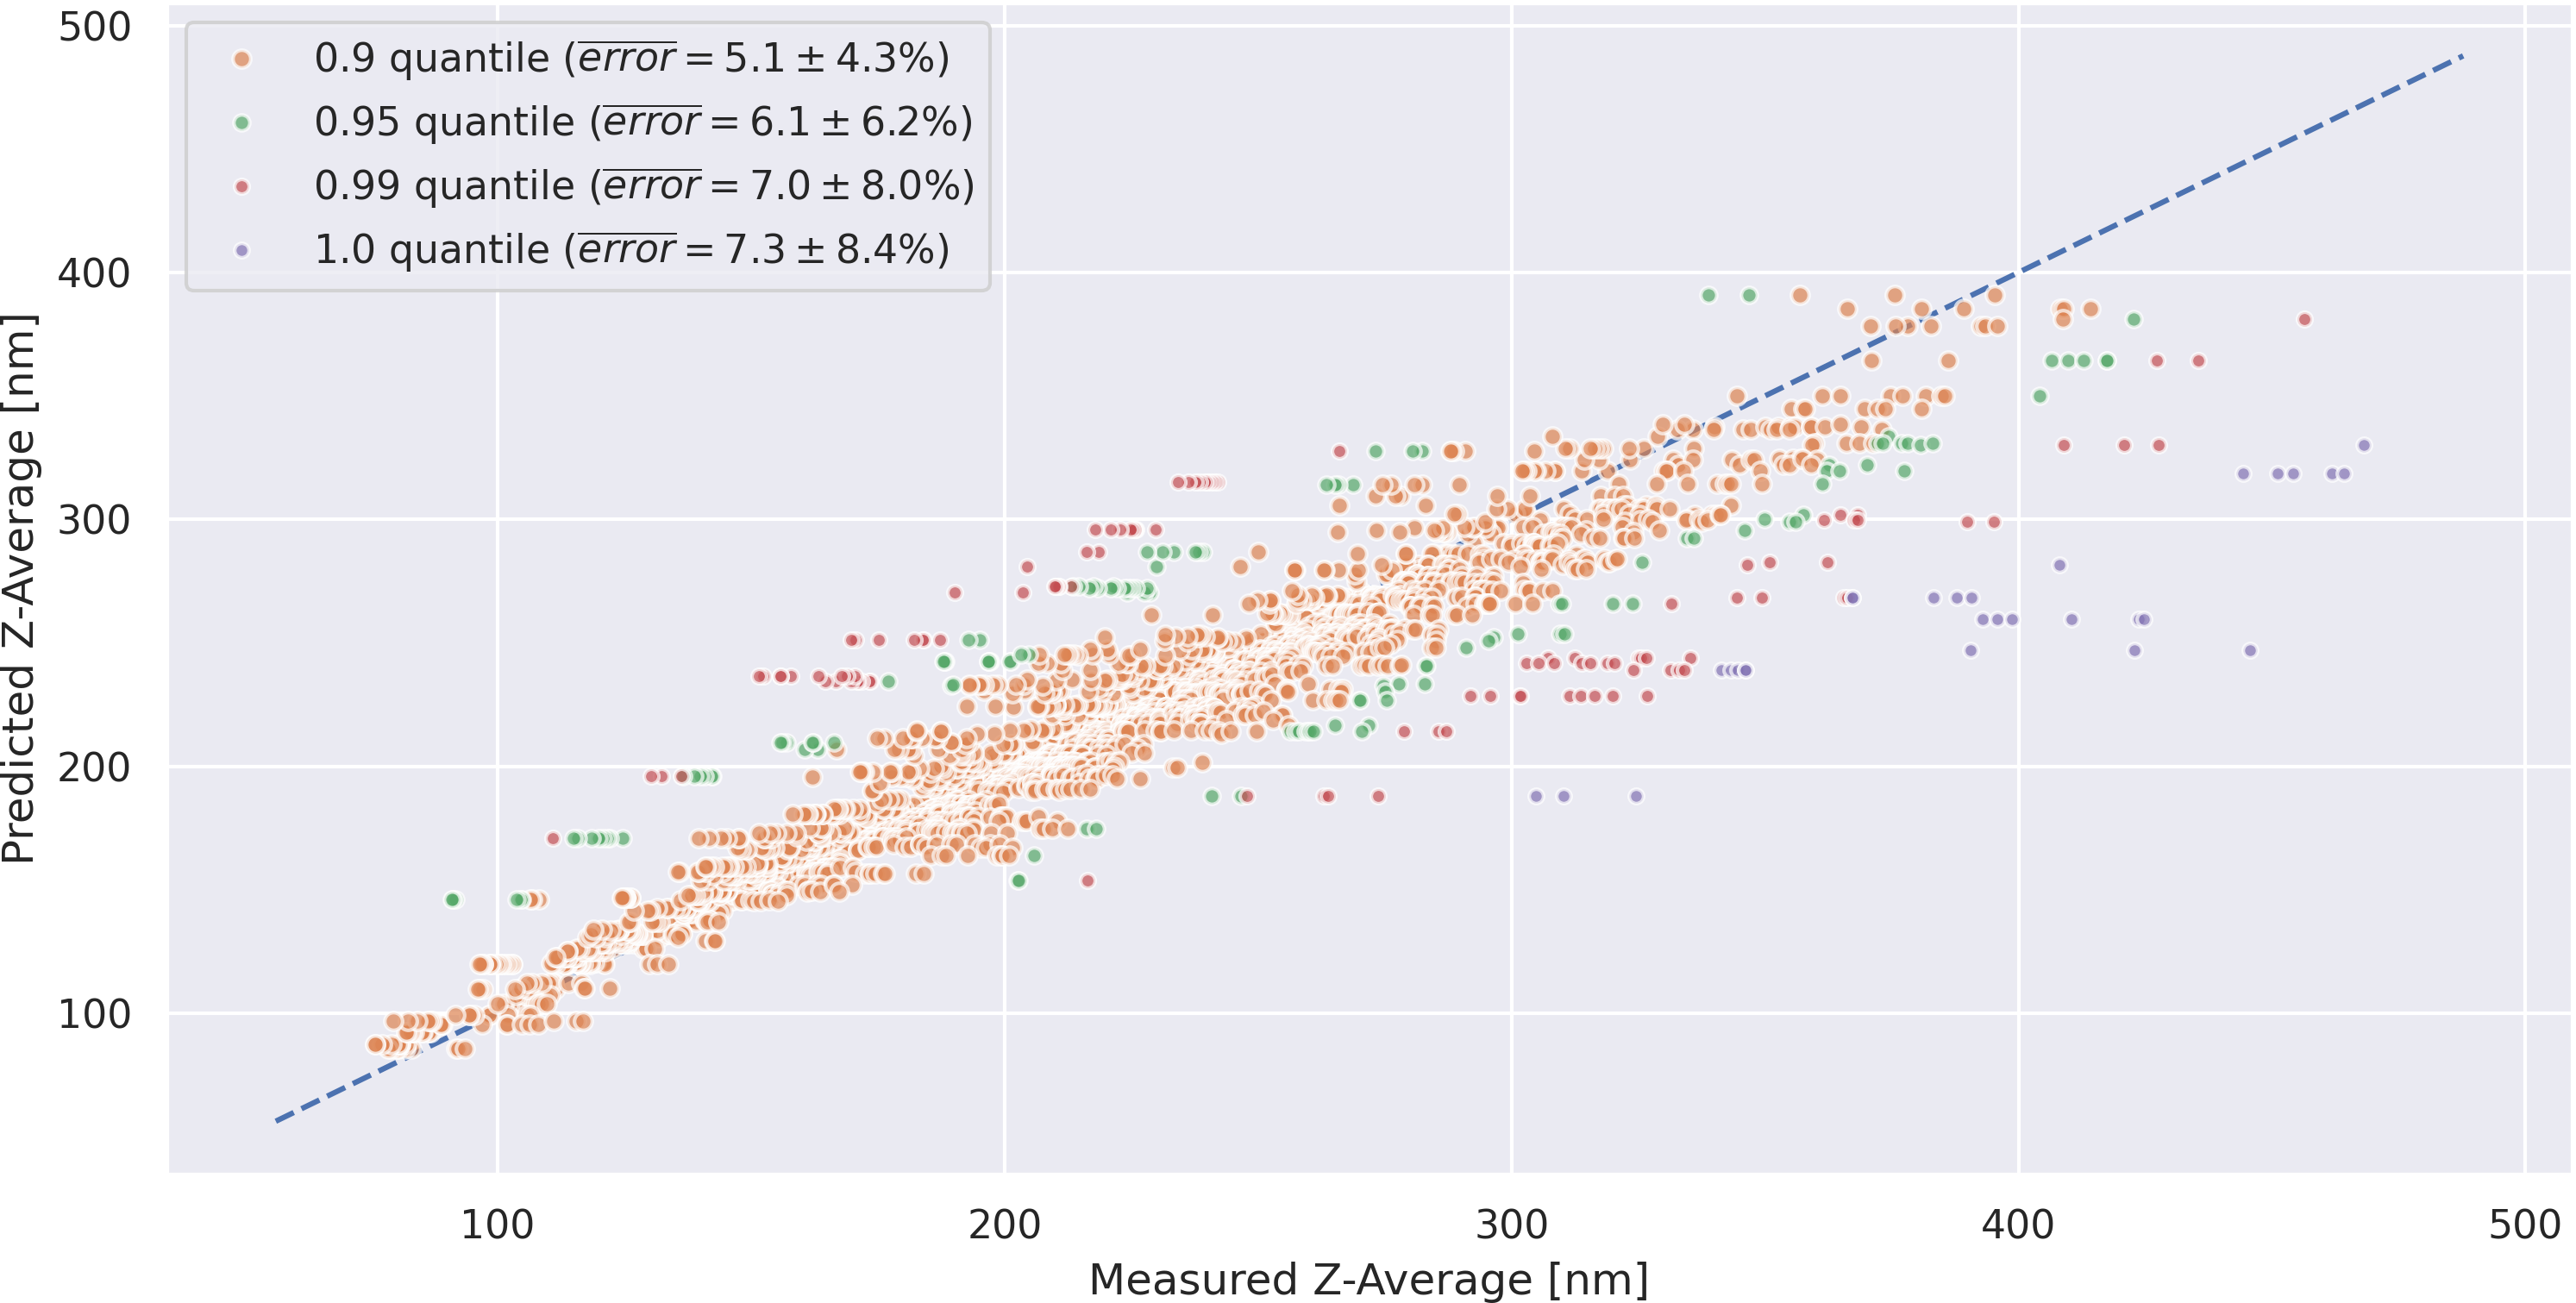 0.9 quantile (error = 5.1 ± 4.3%)
0.95 quantile (error = 6.1 ± 6.2%)
0.99 quantile (error = 7.0 ± 8.0%)
1.0 quantile (error = 7.3 ± 8.4%)
500
400
300
200
100
Predicted Z-Average [nm]
100 200 300 400 500
Measured Z-Average [nm]